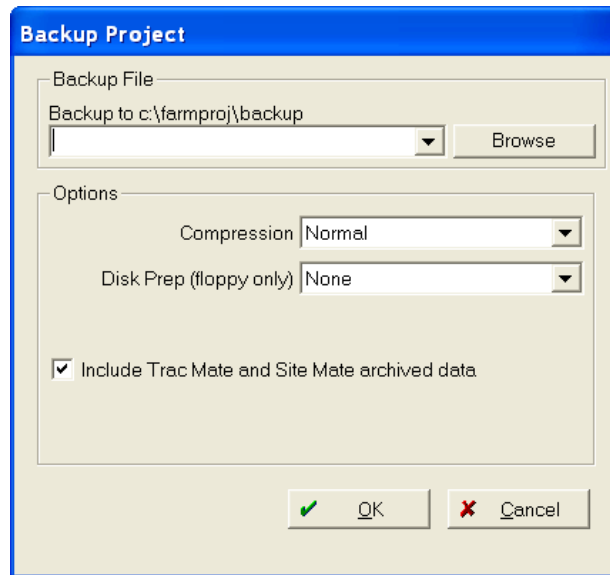 Backup Project
Backup File
Backup to c:\farmproj\backup
Browse
Options
Compression Normal
Disk Prep (floppy only) None
Include Trac Mate and Site Mate archived data
OK Cancel